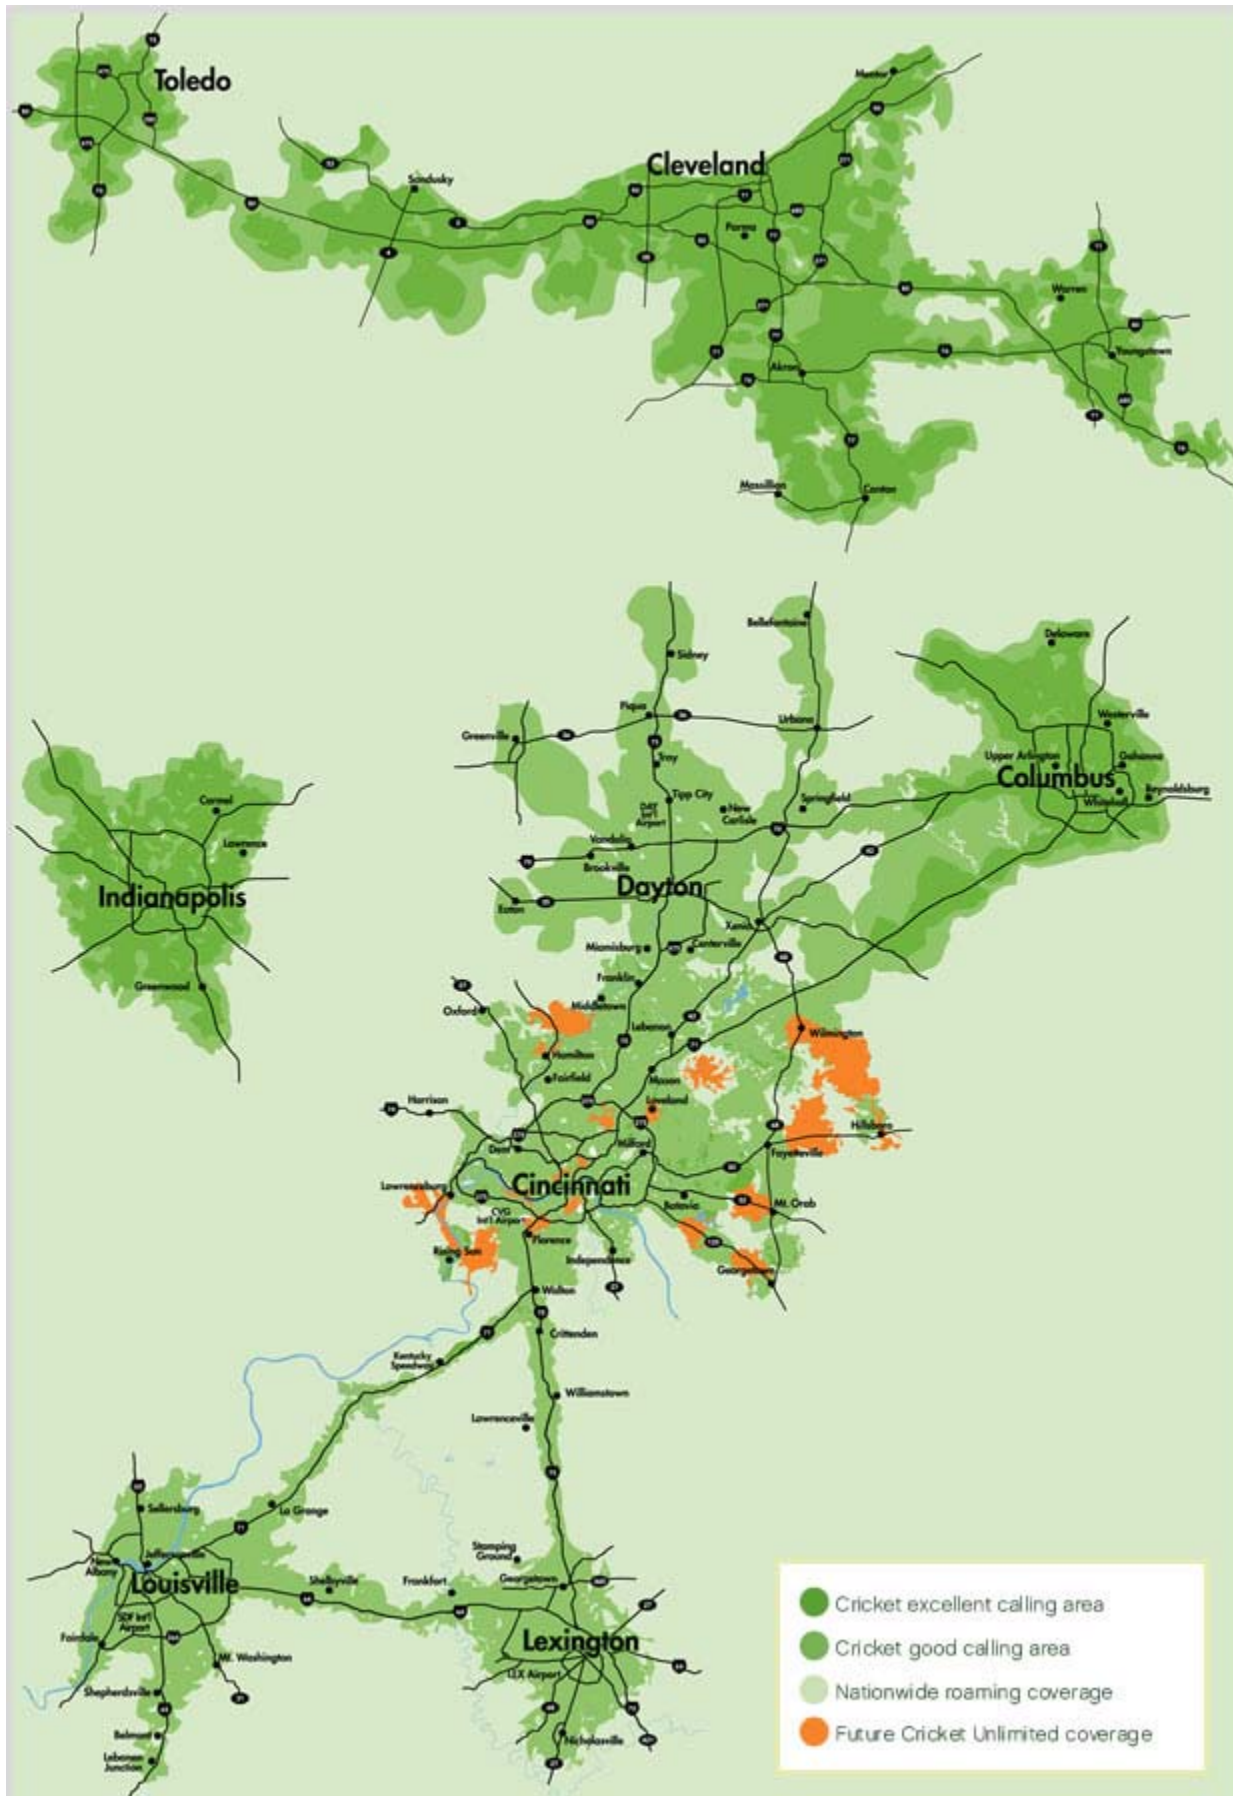 Toledo
Mentor
Cleveland
Sandusky
Parma
Warren
Youngstown
Akron
Massillion
Canton
Bellefontaine
Sidney
Delaware
Piqua
Urbana
Westerville
Greenville
Troy
Upper Arlington
Gahanna
Columbus
Reynoldsburg
Whitehall
Tipp City
DAY
Int'l
Airport
New
Carlisle
Springfield
Carmel
Vandalia
Lawrence
Brookville
Dayton
Indianapolis
Eaton
Xenia
Miamisburg
Centerville
Greenwood
Franklin
Middletown
Oxford
Lebanon
Wilmington
Hamilton
Fairfield
Mason
Harrison
Loveland
Hillsboro
Dent
Milford
Fayetteville
Cincinnati
Lawrenceburg
Batavia
Mt. Orab
CVG
Int'l Airport
Florence
Rising Sun
Independence
Georgetown
Walton
Crittenden
Kentucky
Speedway
Williamstown
Lawrenceville
La Grange
Sellersburg
Stamping
Ground
New
Albany
Jeffersonville
Louisville
Shelbyville
Frankfort
Georgetown
SDF Int'l
Airport
Fairdale
Lexington
Mt. Washington
LEX Airport
Shepherdsville
Belmont
Nicholasville
Lebanon
Junction
Cricket excellent calling area
Cricket good calling area
Nationwide roaming coverage
Future Cricket Unlimited coverage